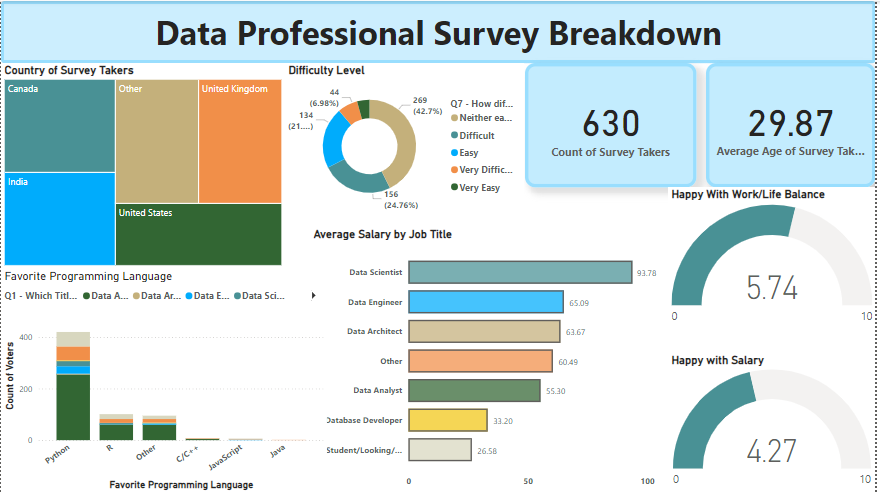 Data Professional Survey Breakdown
Country of Survey Takers
Canada
Other
United Kingdom
India
United States
Difficulty Level
44
(6.98%)
134
(21....)
269
(42.7%)
156
(24.76%)
Q7 - How dif...
Neither ea...
Difficult
Easy
Very Diffic...
Very Easy
630
Count of Survey Takers
29.87
Average Age of Survey Tak...
Happy With Work/Life Balance
5.74
0
10
Average Salary by Job Title
Data Scientist
93.78
Data Engineer
65.09
Data Architect
63.67
Other
60.49
Data Analyst
55.30
Database Developer
33.20
Student/Looking/...
26.58
0
50
100
Favorite Programming Language
Q1 - Which Titl...
Data A...
Data Ar...
Data E...
Data Sci...
Count of Voters
400
200
0
Python
R
Other
C/C++
JavaScript
Java
Favorite Programming Language
Happy with Salary
4.27
0
10